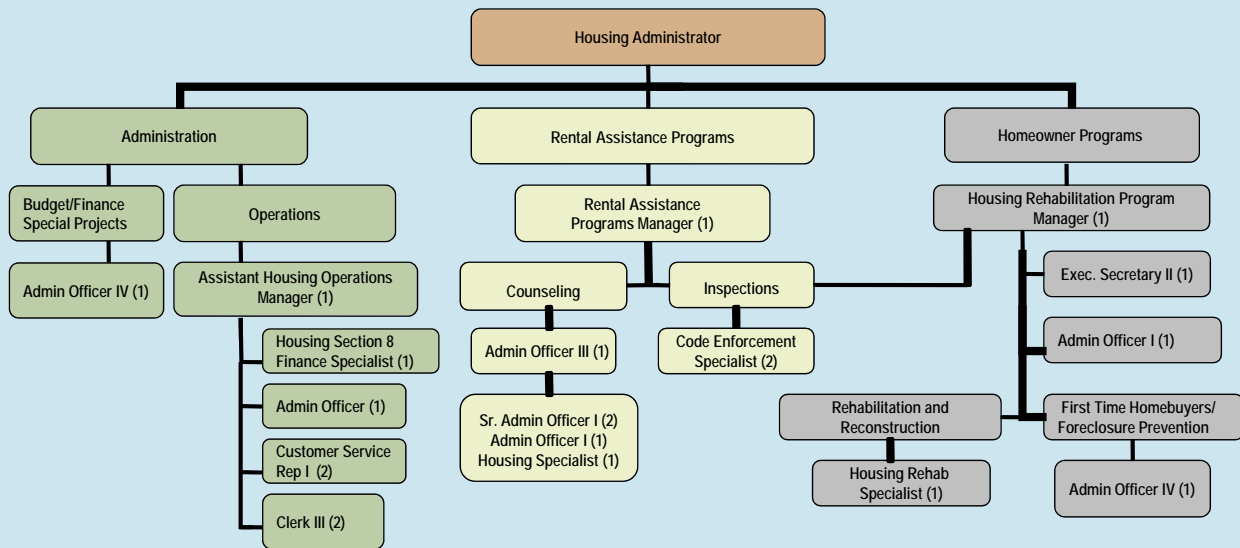 Housing Administrator
Administration
Rental Assistance Programs
Homeowner Programs
Budget/Finance
Special Projects
Operations
Rental Assistance
Programs Manager (1)
Housing Rehabilitation Program
Manager (1)
Admin Officer IV (1)
Assistant Housing Operations
Manager (1)
Counseling
Inspections
Exec. Secretary II (1)
Housing Section 8
Finance Specialist (1)
Admin Officer III (1)
Code Enforcement
Specialist (2)
Admin Officer I (1)
Admin Officer (1)
Sr. Admin Officer I (2)
Admin Officer I (1)
Housing Specialist (1)
Rehabilitation and
Reconstruction
First Time Homebuyers/
Foreclosure Prevention
Customer Service
Rep I (2)
Housing Rehab
Specialist (1)
Admin Officer IV (1)
Clerk III (2)